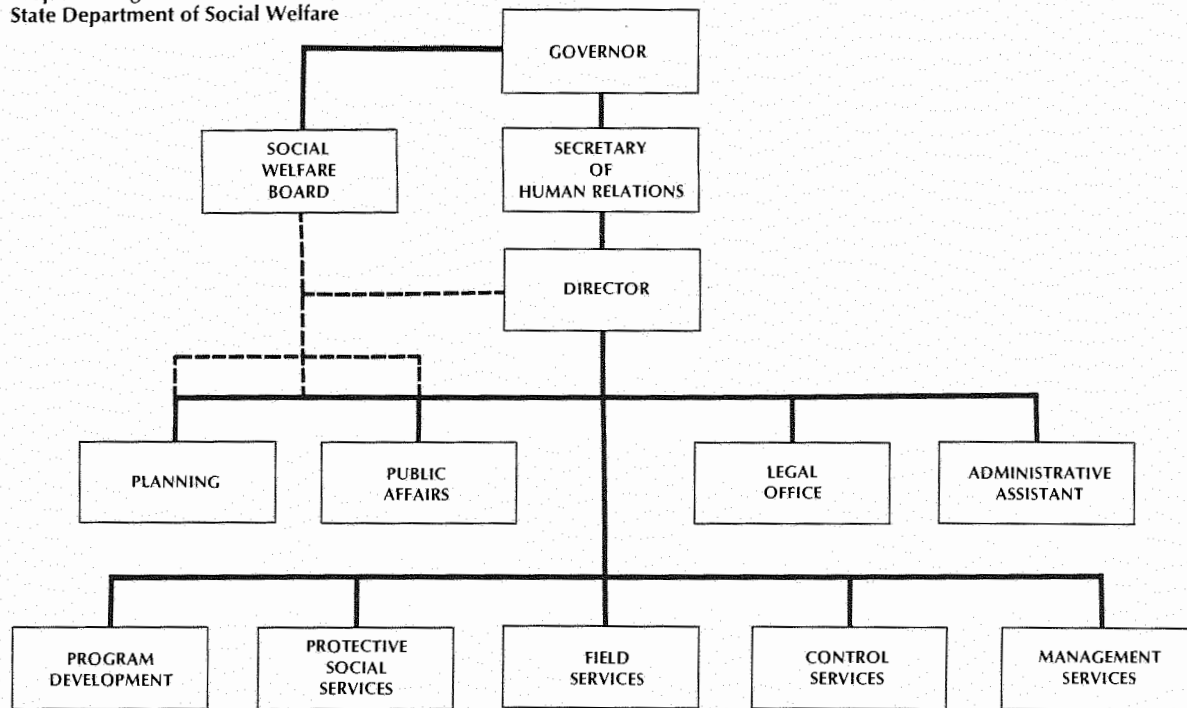 State Department of Social Welfare
GOVERNOR
SOCIAL
WELFARE
BOARD
SECRETARY
OF
HUMAN RELATIONS
DIRECTOR
PLANNING
PUBLIC
AFFAIRS
LEGAL
OFFICE
ADMINISTRATIVE
ASSISTANT
PROGRAM
DEVELOPMENT
PROTECTIVE
SOCIAL
SERVICES
FIELD
SERVICES
CONTROL
SERVICES
MANAGEMENT
SERVICES